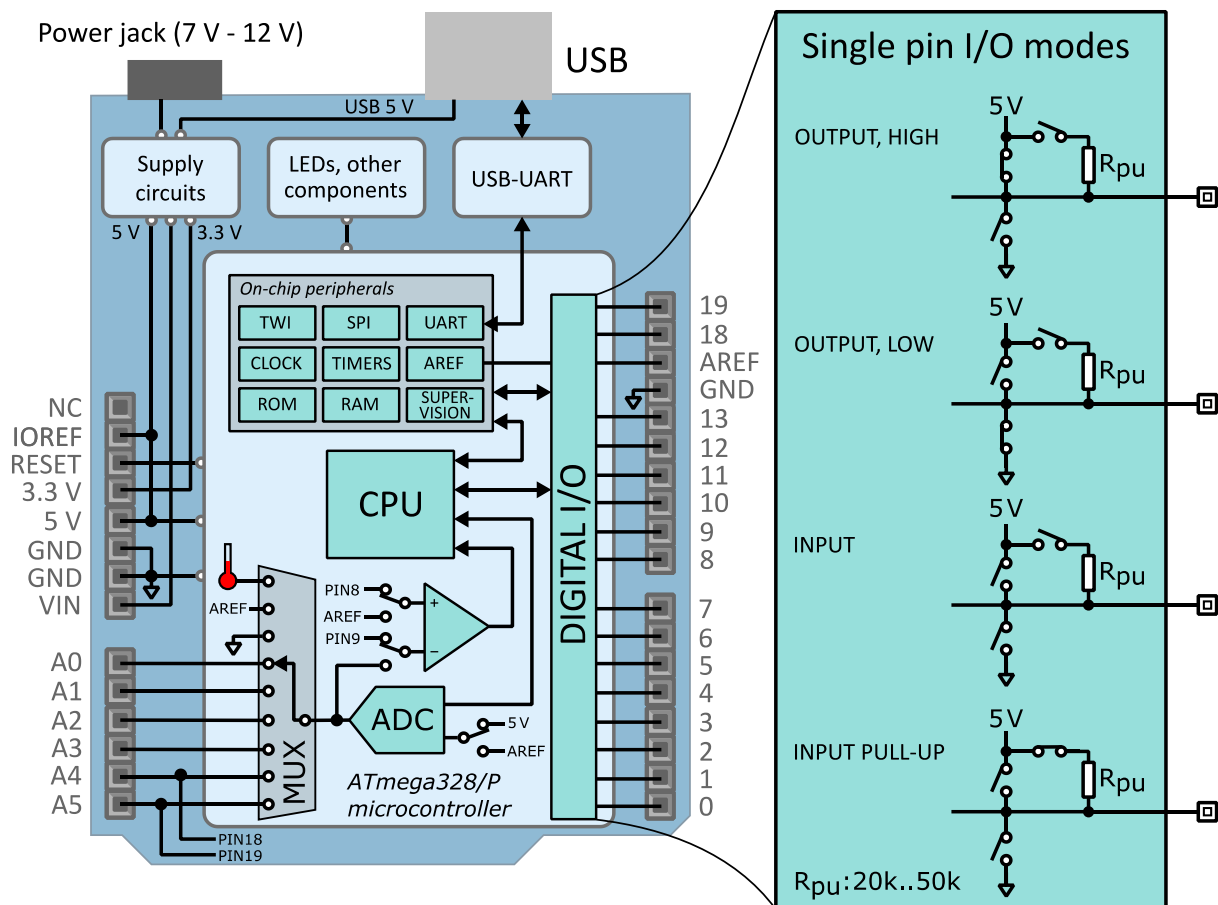 Power jack (7 V - 12 V)
USB
USB 5 V
Supply
circuits
LEDs, other
components
USB-UART
5 V
3.3 V
On-chip peripherals
TWI
SPI
UART
CLOCK
TIMERS
AREF
ROM
RAM
SUPER-
VISION
CPU
DIGITAL I/O
NC
IOREF
RESET
3.3 V
5 V
GND
GND
VIN
A0
A1
A2
A3
A4
A5
AREF
MUX
PIN8
AREF
PIN9
+
−
ADC
5 V
AREF
ATmega328/P
microcontroller
PIN18
PIN19
19
18
AREF
GND
13
12
11
10
9
8
7
6
5
4
3
2
1
0
Single pin I/O modes
5 V
OUTPUT, HIGH
Rpu
5 V
OUTPUT, LOW
Rpu
5 V
INPUT
Rpu
5 V
INPUT PULL-UP
Rpu
Rpu:20k..50k